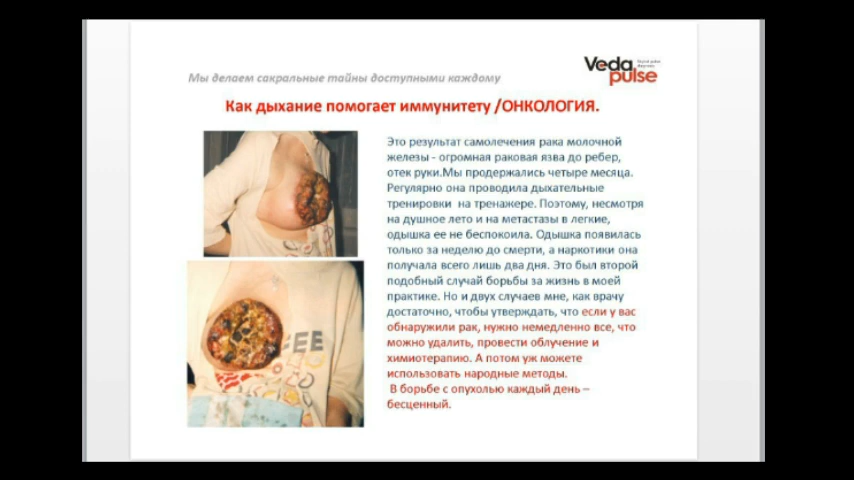 Мы делаем сакральные тайны доступными каждому
Veda
pulse
Как дыхание помогает иммунитету /ОНКОЛОГИЯ.
Это результат самолечения рака молочной
железы - огромная раковая язва до ребер,
отек руки.Мы продержались четыре месяца.
Регулярно она проводила дыхательные
тренировки на тренажере. Поэтому, несмотря
на душное лето и на метастазы в легкие,
одышка ее не беспокоила. Одышка появилась
только за неделю до смерти, а наркотики она
получала всего лишь два дня. Это был второй
подобный случай борьбы за жизнь в моей
практике. Но и двух случаев мне, как врачу
достаточно, чтобы утверждать, что если у вас
обнаружили рак, нужно немедленно все, что
можно удалить, провести облучение и
химиотерапию. А потом уж можете
использовать народные методы.
В борьбе с опухолью каждый день –
бесценный.